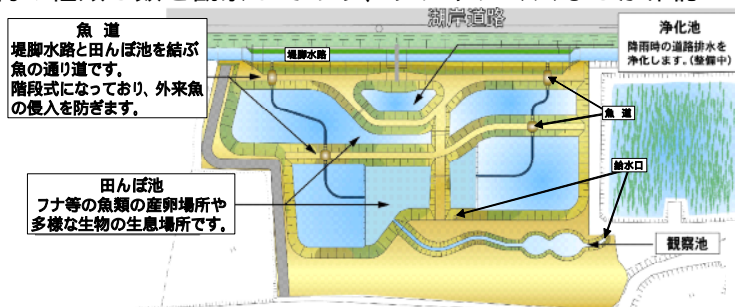 湖岸道路
魚 道
堤脚水路と田んぼ池を結ぶ
魚の通り道です。
階段式になっており、外来魚
の侵入を防ぎます。
堤脚水路
浄化池
降雨時の道路排水を
浄化します。(整備中)
魚 道
給水口
田んぼ池
フナ等の魚類の産卵場所や
多様な生物の生息場所です。
観察池